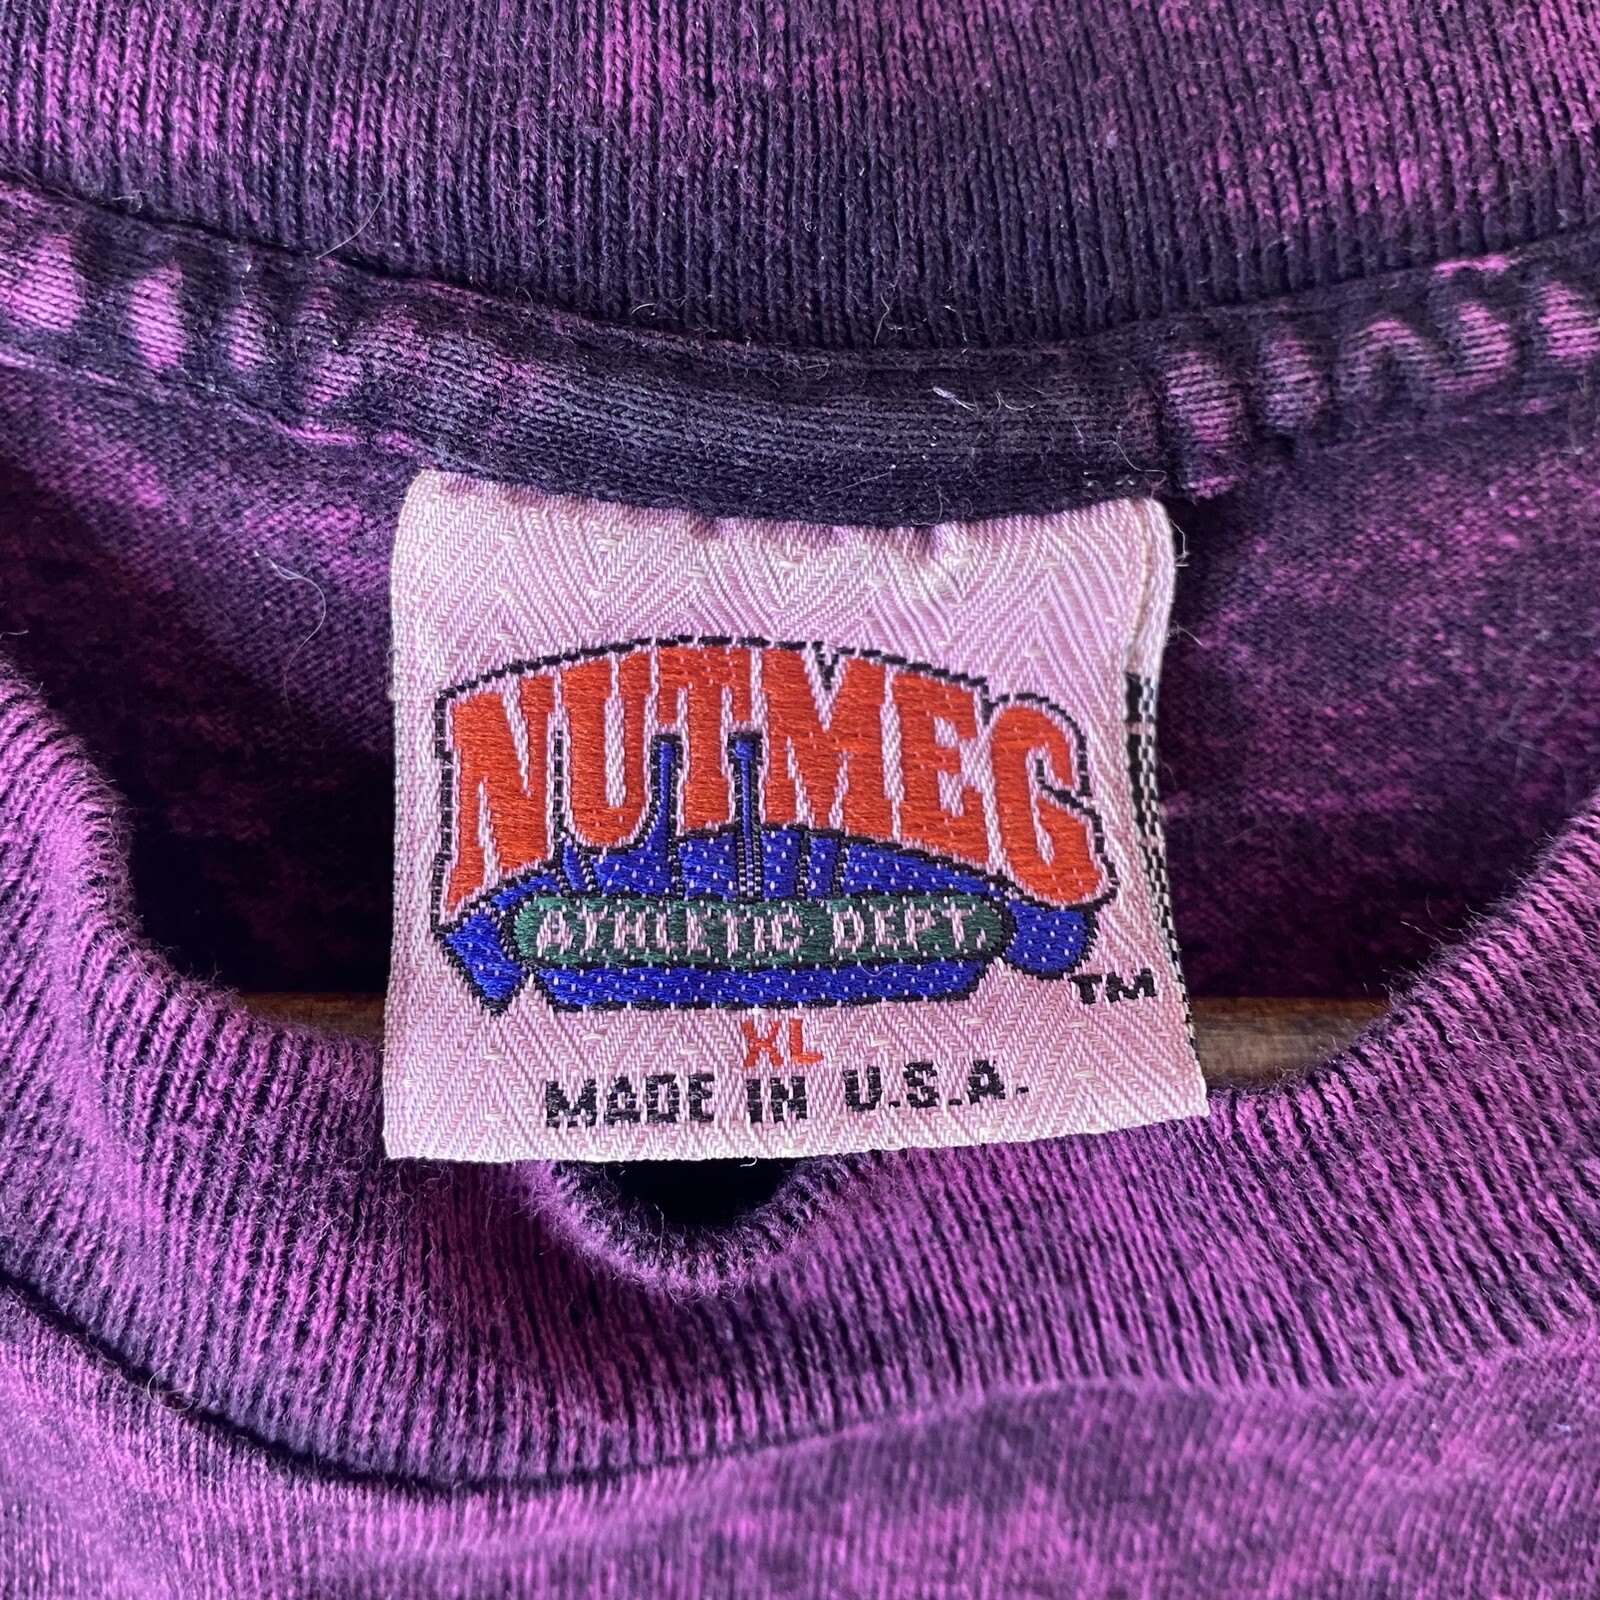 NUTMEG
ATHLETIC DEPT.
TM
XL
MADE IN U.S.A.